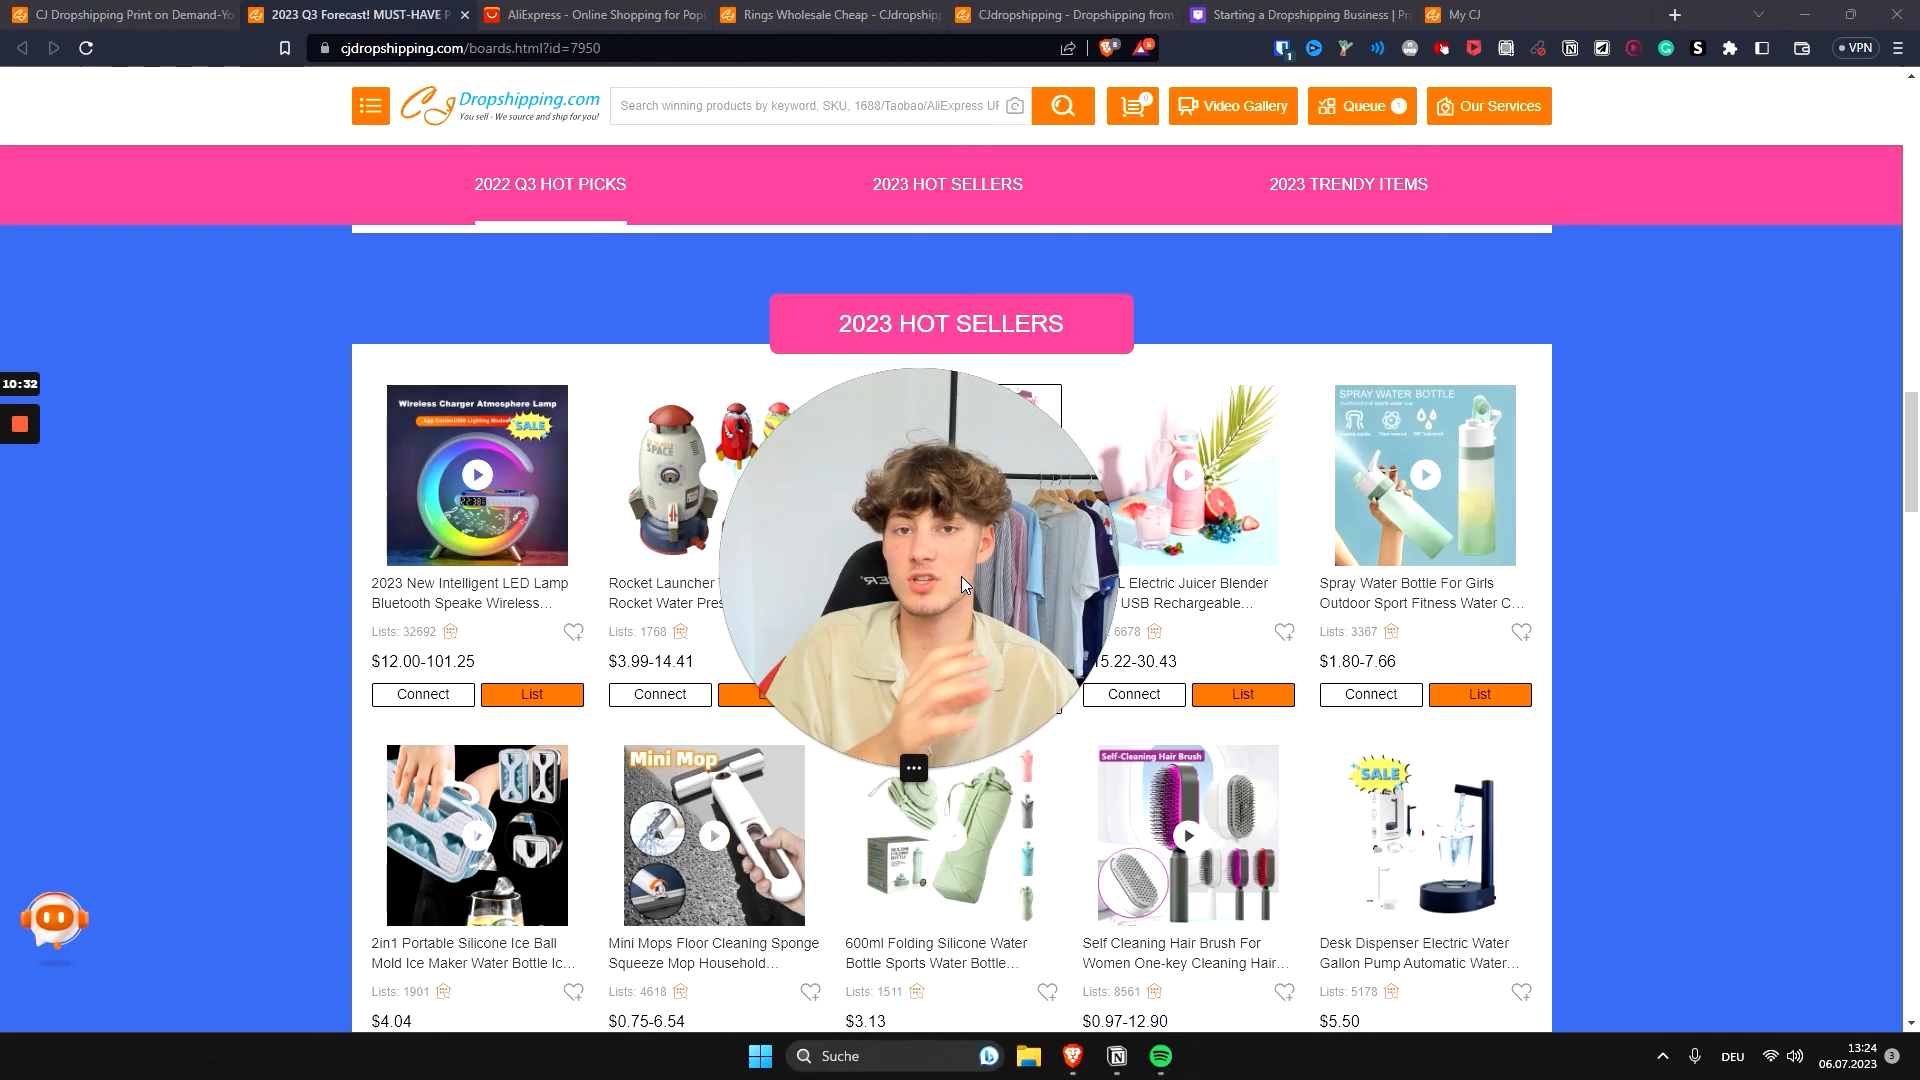 CJ Dropshipping Print on Demand-Yo
2023 Q3 Forecast! MUST-HAVE P
AliExpress - Online Shopping for Popu
Rings Wholesale Cheap - CJdropshipp
CJdropshipping - Dropshipping from
Starting a Dropshipping Business | Pr
My CJ
cjdropshipping.com/boards.html?id=7950
VPN
CJ Dropshipping.com
You sell - We source and ship for you!
Search winning products by keyword, SKU, 1688/Taobao/AliExpress UR
0
Video Gallery
Queue
Our Services
2022 Q3 HOT PICKS
2023 HOT SELLERS
2023 TRENDY ITEMS
2023 HOT SELLERS
10:32
Wireless Charger Atmosphere Lamp
SALE
SPACE
SPRAY WATER BOTTLE
2023 New Intelligent LED Lamp
Bluetooth Speake Wireless...
Lists: 32692
$12.00-101.25
Connect
List
Rocket Launcher
Rocket Water Pres
Lists: 1768
$3.99-14.41
Connect
L Electric Juicer Blender
USB Rechargeable...
6678
15.22-30.43
Connect
List
Spray Water Bottle For Girls
Outdoor Sport Fitness Water C...
Lists: 3367
$1.80-7.66
Connect
List
Mini Mop
Self-Cleaning Hair Brush
SALE
2in1 Portable Silicone Ice Ball
Mold Ice Maker Water Bottle Ic...
Lists: 1901
$4.04
Mini Mops Floor Cleaning Sponge
Squeeze Mop Household...
Lists: 4618
$0.75-6.54
600ml Folding Silicone Water
Bottle Sports Water Bottle...
Lists: 1511
$3.13
Self Cleaning Hair Brush For
Women One-key Cleaning Hair...
Lists: 8561
$0.97-12.90
Desk Dispenser Electric Water
Gallon Pump Automatic Water...
Lists: 5178
$5.50
Suche
DEU
13:24
06.07.2023
3